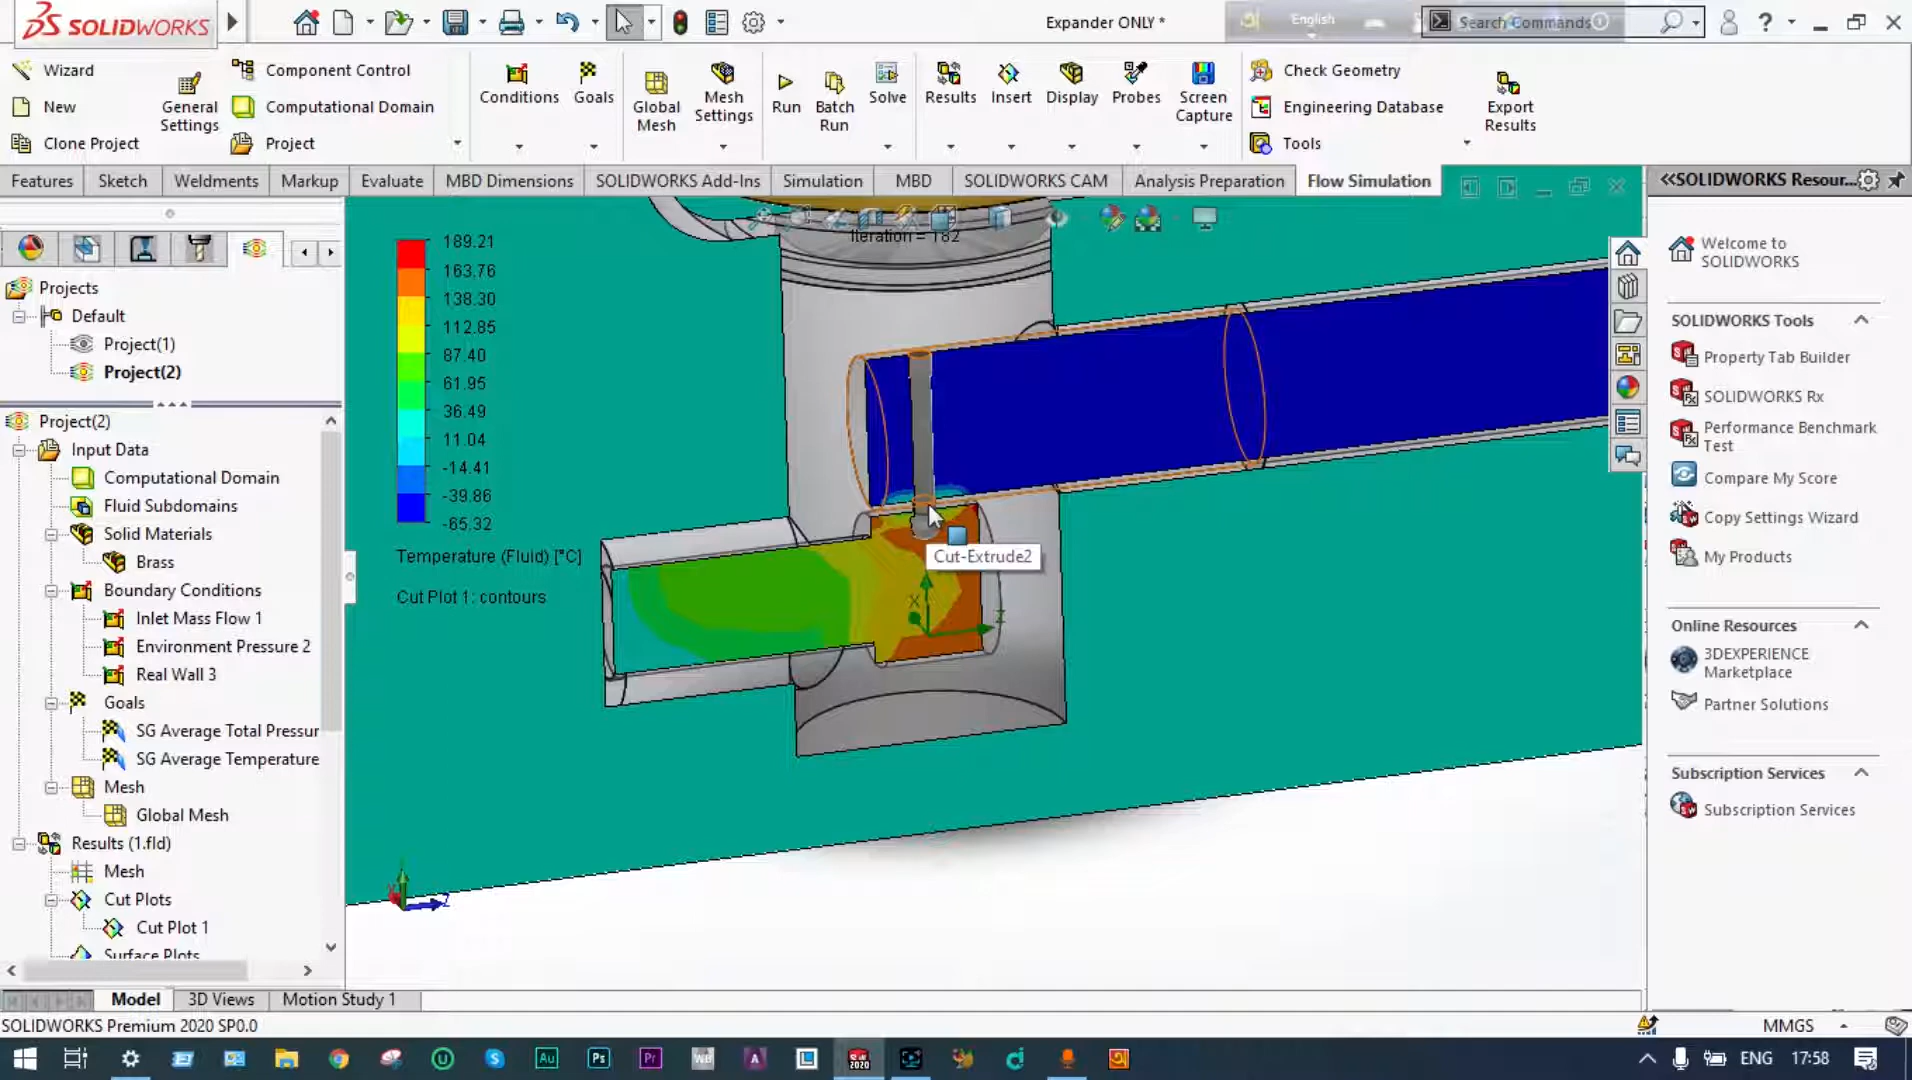 SOLIDWORKS
Expander ONLY *
English
Search Commands
Wizard
New
Clone Project
General Settings
Component Control
Computational Domain
Project
Conditions
Goals
Global Mesh
Mesh Settings
Run
Batch Run
Solve
Results
Insert
Display
Probes
Screen Capture
Check Geometry
Engineering Database
Tools
Export Results
Features
Sketch
Weldments
Markup
Evaluate
MBD Dimensions
SOLIDWORKS Add-Ins
Simulation
MBD
SOLIDWORKS CAM
Analysis Preparation
Flow Simulation
Projects
Default
Project(1)
Project(2)
Project(2)
Input Data
Computational Domain
Fluid Subdomains
Solid Materials
Brass
Boundary Conditions
Inlet Mass Flow 1
Environment Pressure 2
Real Wall 3
Goals
SG Average Total Pressur
SG Average Temperature
Mesh
Global Mesh
Results (1.fld)
Mesh
Cut Plots
Cut Plot 1
Surface Plots
Iteration = 182
189.21
163.76
138.30
112.85
87.40
61.95
36.49
11.04
-14.41
-39.86
-65.32
Temperature (Fluid) [°C]
Cut Plot 1: contours
Cut-Extrude2
X
Z
Z
SOLIDWORKS Resour...
Welcome to
SOLIDWORKS
SOLIDWORKS Tools
Property Tab Builder
SOLIDWORKS Rx
Performance Benchmark
Test
Compare My Score
Copy Settings Wizard
My Products
Online Resources
3DEXPERIENCE
Marketplace
Partner Solutions
Subscription Services
Subscription Services
Model
3D Views
Motion Study 1
SOLIDWORKS Premium 2020 SP0.0
MMGS
Au
Ps
Pr
WB
A
L
2020
ENG
17:58